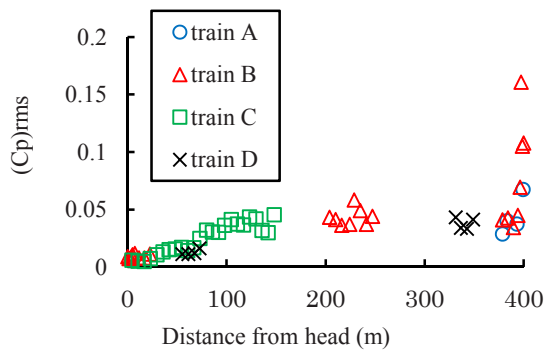 0.2
0.15
0.1
0.05
0
(Cp)rms
train A
train B
train C
train D
0
100
200
300
400
Distance from head (m)